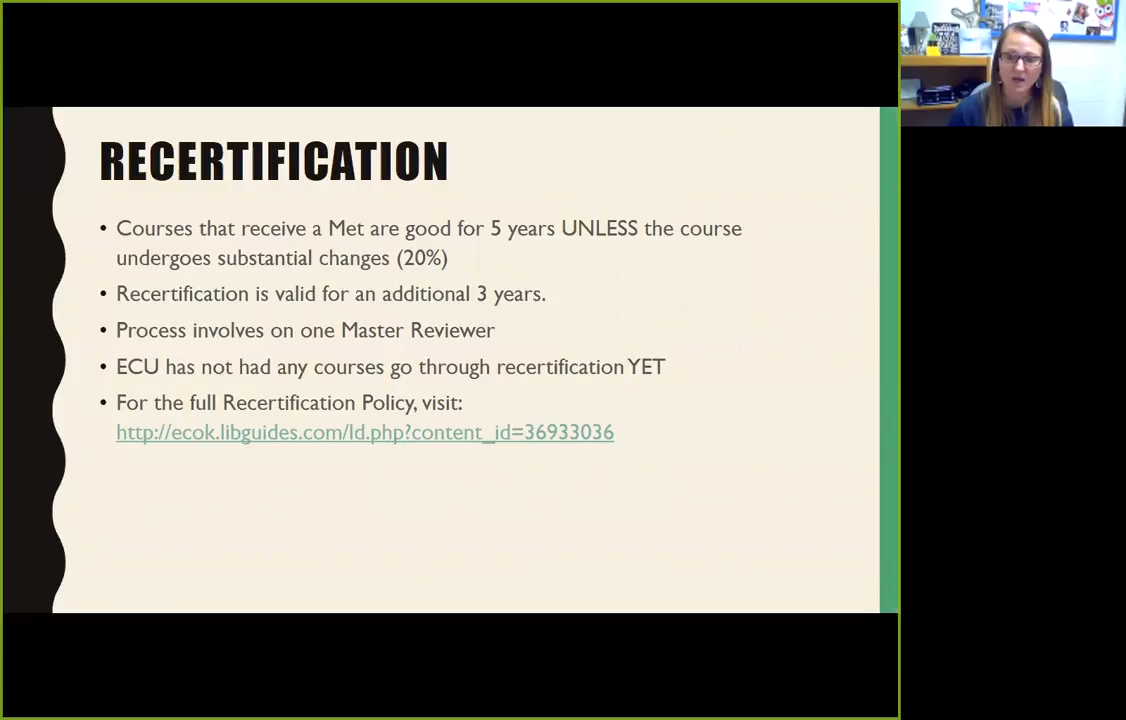 RECERTIFICATION
• Courses that receive a Met are good for 5 years UNLESS the course
undergoes substantial changes (20%)
• Recertification is valid for an additional 3 years.
• Process involves on one Master Reviewer
• ECU has not had any courses go through recertification YET
• For the full Recertification Policy, visit:
http://ecok.libguides.com/ld.php?content_id=36933036